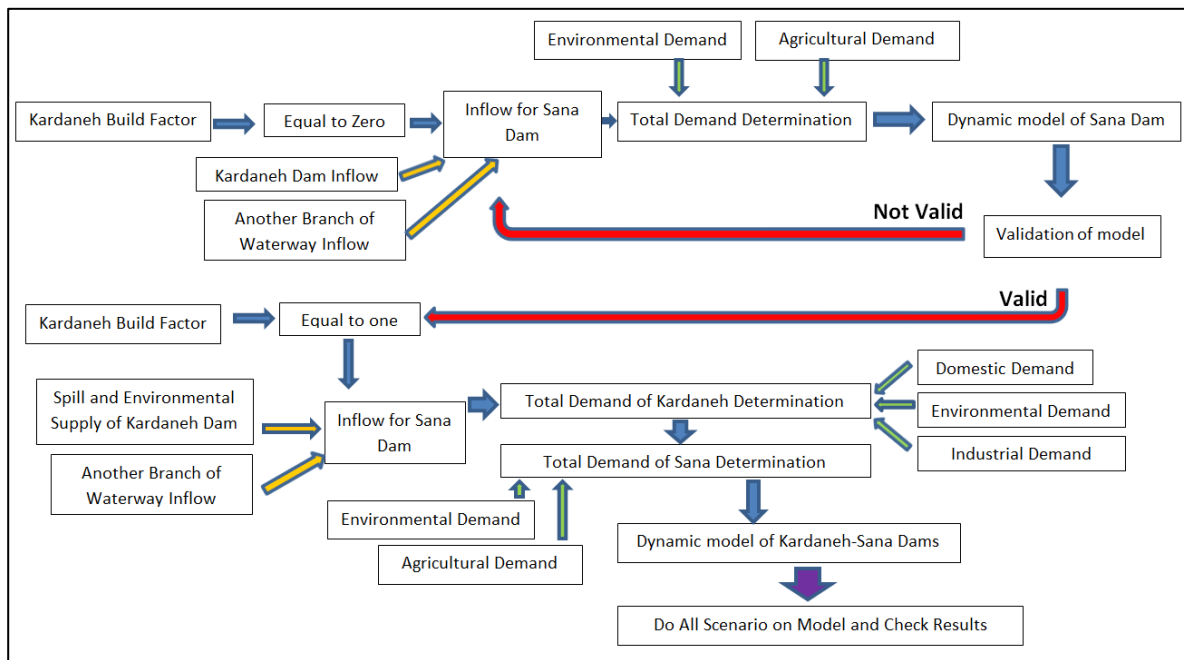 Environmental Demand
Agricultural Demand
Kardaneh Build Factor
Equal to Zero
Inflow for Sana
Dam
Total Demand Determination
Dynamic model of Sana Dam
Kardaneh Dam Inflow
Another Branch of
Waterway Inflow
Not Valid
Validation of model
Valid
Kardaneh Build Factor
Equal to one
Spill and Environmental
Supply of Kardaneh Dam
Another Branch of
Waterway Inflow
Inflow for Sana
Dam
Total Demand of Kardaneh Determination
Domestic Demand
Environmental Demand
Industrial Demand
Total Demand of Sana Determination
Environmental Demand
Agricultural Demand
Dynamic model of Kardaneh-Sana Dams
Do All Scenario on Model and Check Results